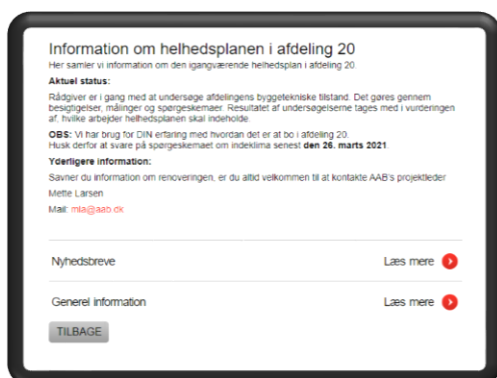 Information om helhedsplanen i afdeling 20
Her samler vi information om den igangværende helhedsplan i afdeling 20.
Aktuel status:
Rådgiver er i gang med at undersøge afdelingens byggetekniske tilstand. Det gøres gennem
besigtigelser, målinger og spørgeskemaer. Resultatet af undersøgelserne tages med i vurderingen
af, hvilke arbejder helhedsplanen skal indeholde.
OBS: Vi har brug for DIN erfaring med hvordan det er at bo i afdeling 20.
Husk derfor at svare på spørgeskemaet om indeklima senest den 26. marts 2021.
Yderligere information:
Savner du information om renoveringen, er du altid velkommen til at kontakte AAB's projektleder
Mette Larsen
Mail: mla@aab.dk
Nyhedsbreve Læs mere
Generel information Læs mere
TILBAGE